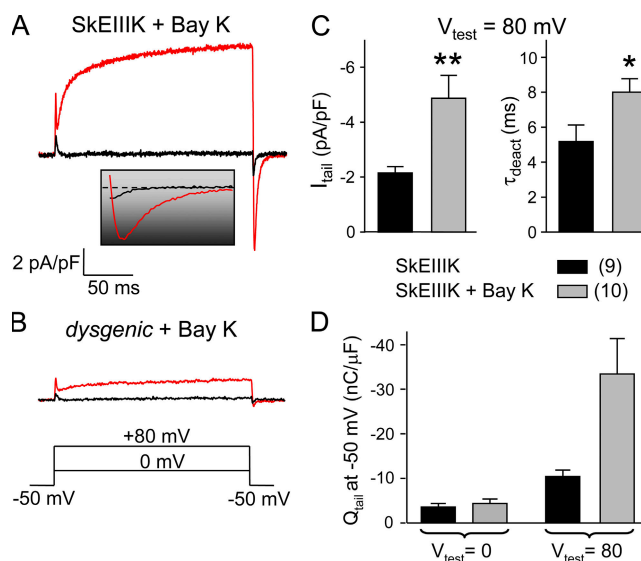 A
SkEIIIK + Bay K
2 pA/pF
50 ms
B
dysgenic + Bay K
+80 mV
0 mV
-50 mV
-50 mV
C
V_test = 80 mV
I_tail (pA/pF)
-6
-4
-2
0
**
τ_deact (ms)
10
8
6
4
2
0
*
SkEIIIK (9)
SkEIIIK + Bay K (10)
D
Q_tail at -50 mV (nC/µF)
-40
-30
-20
-10
0
V_test= 0
V_test= 80